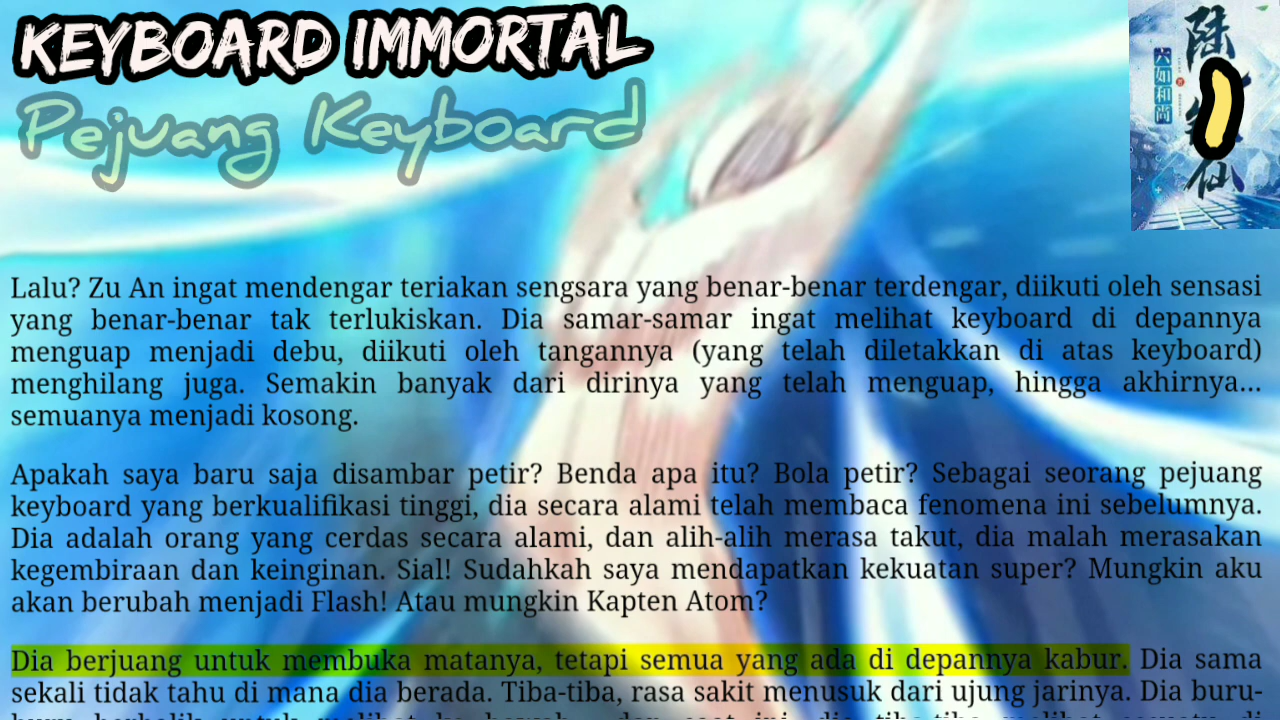 KEYBOARD IMMORTAL
Pejuang Keyboard
陆
仙
六如和尚
Lalu? Zu An ingat mendengar teriakan sengsara yang benar-benar terdengar, diikuti oleh sensasi
yang benar-benar tak terlukiskan. Dia samar-samar ingat melihat keyboard di depannya
menguap menjadi debu, diikuti oleh tangannya (yang telah diletakkan di atas keyboard)
menghilang juga. Semakin banyak dari dirinya yang telah menguap, hingga akhirnya...
semuanya menjadi kosong.
Apakah saya baru saja disambar petir? Benda apa itu? Bola petir? Sebagai seorang pejuang
keyboard yang berkualifikasi tinggi, dia secara alami telah membaca fenomena ini sebelumnya.
Dia adalah orang yang cerdas secara alami, dan alih-alih merasa takut, dia malah merasakan
kegembiraan dan keinginan. Sial! Sudahkah saya mendapatkan kekuatan super? Mungkin aku
akan berubah menjadi Flash! Atau mungkin Kapten Atom?
Dia berjuang untuk membuka matanya, tetapi semua yang ada di depannya kabur. Dia sama
sekali tidak tahu di mana dia berada. Tiba-tiba, rasa sakit menusuk dari ujung jarinya. Dia buru-